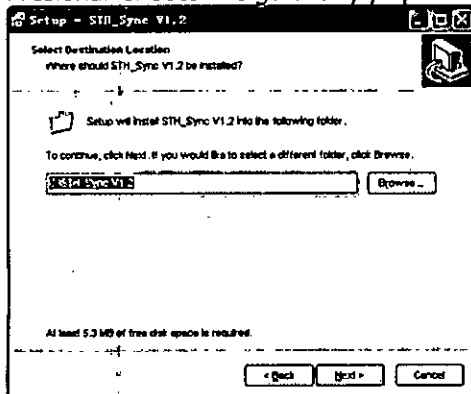 Setup - STH_Sync V1.2
Select Destination Location
Where should STH_Sync V1.2 be installed?
Setup will install STH_Sync V1.2 into the following folder.
To continue, click Next. If you would like to select a different folder, click Browse.
Browse...
At least 5.3 MB of free disk space is required.
< Back
Next >
Cancel